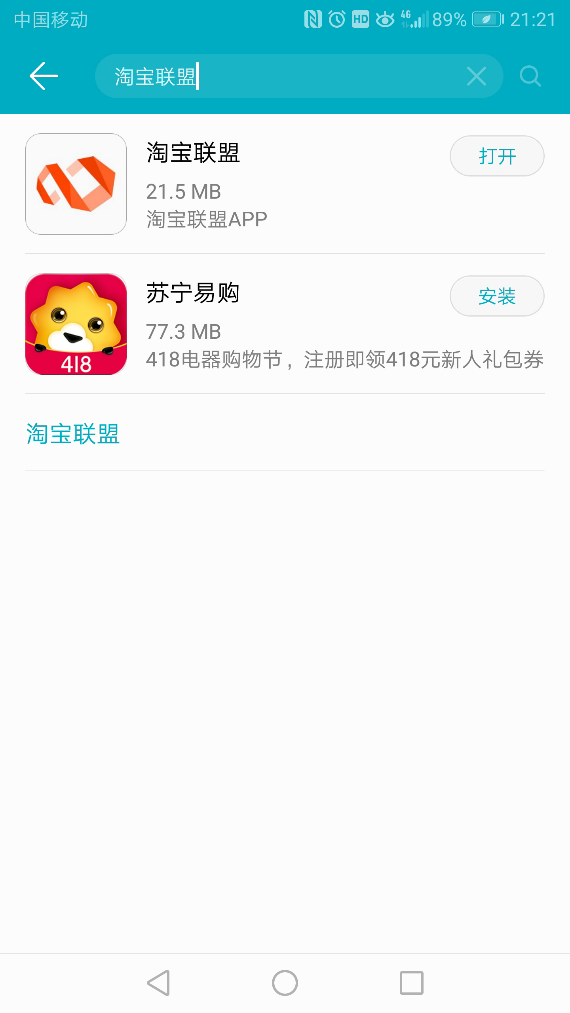 中国移动 HD 4G 89% 21:21
淘宝联盟
淘宝联盟
打开
21.5 MB
淘宝联盟APP
苏宁易购
安装
77.3 MB
418电器购物节，注册即领418元新人礼包券
418
淘宝联盟